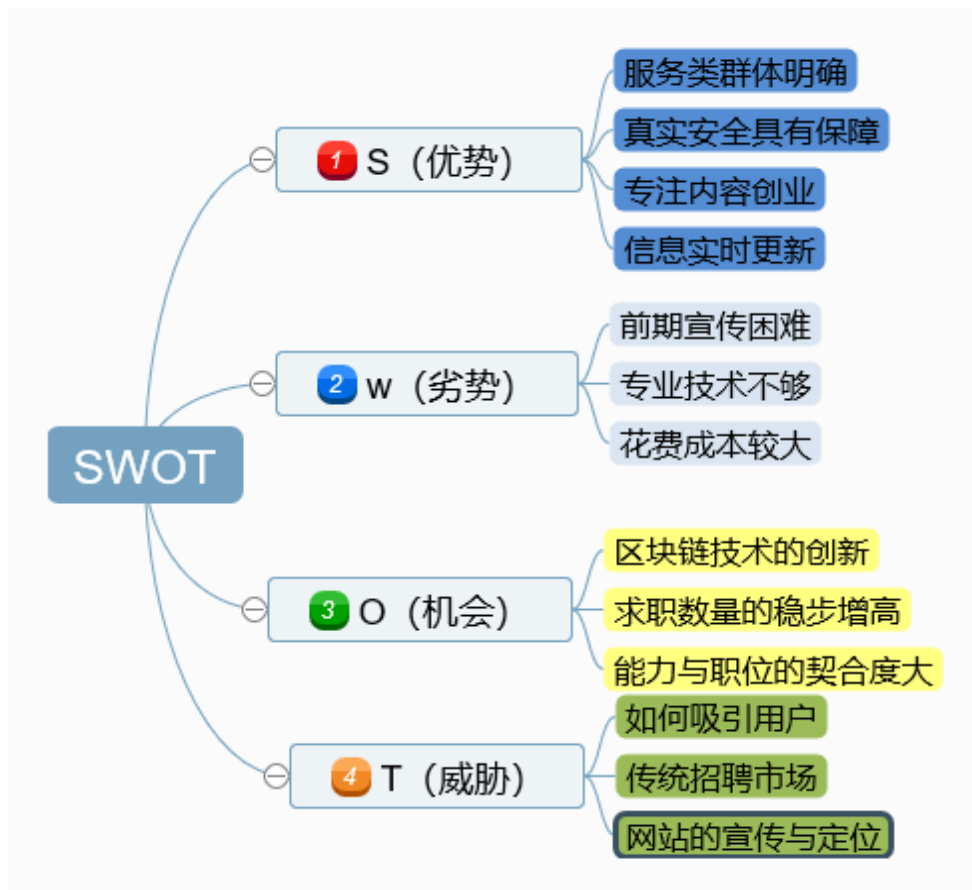 服务类群体明确
真实安全具有保障
1 S（优势）
专注内容创业
信息实时更新
前期宣传困难
2 w（劣势）
专业技术不够
花费成本较大
SWOT
区块链技术的创新
3 O（机会）
求职数量的稳步增高
能力与职位的契合度大
如何吸引用户
4 T（威胁）
传统招聘市场
网站的宣传与定位